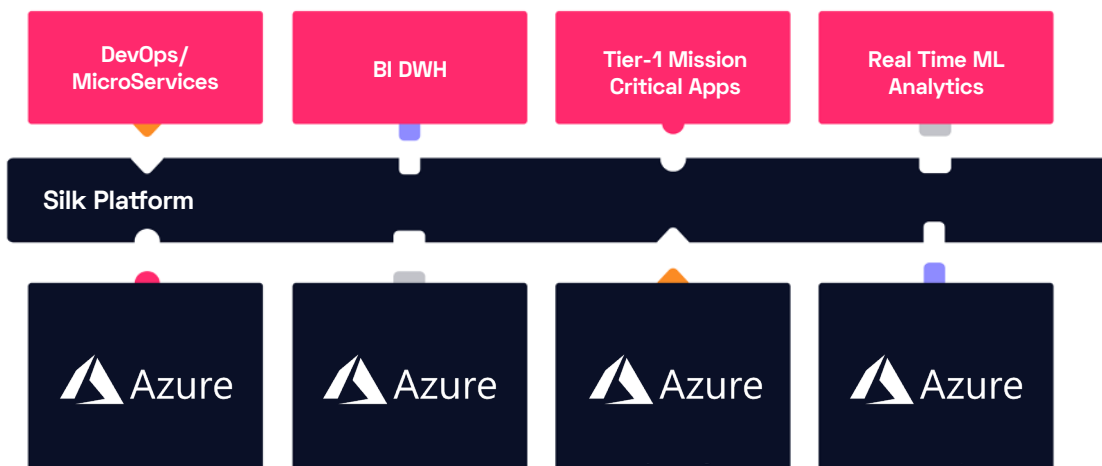 DevOps/
MicroServices
BI DWH
Tier-1 Mission
Critical Apps
Real Time ML
Analytics
Silk Platform
Azure
Azure
Azure
Azure